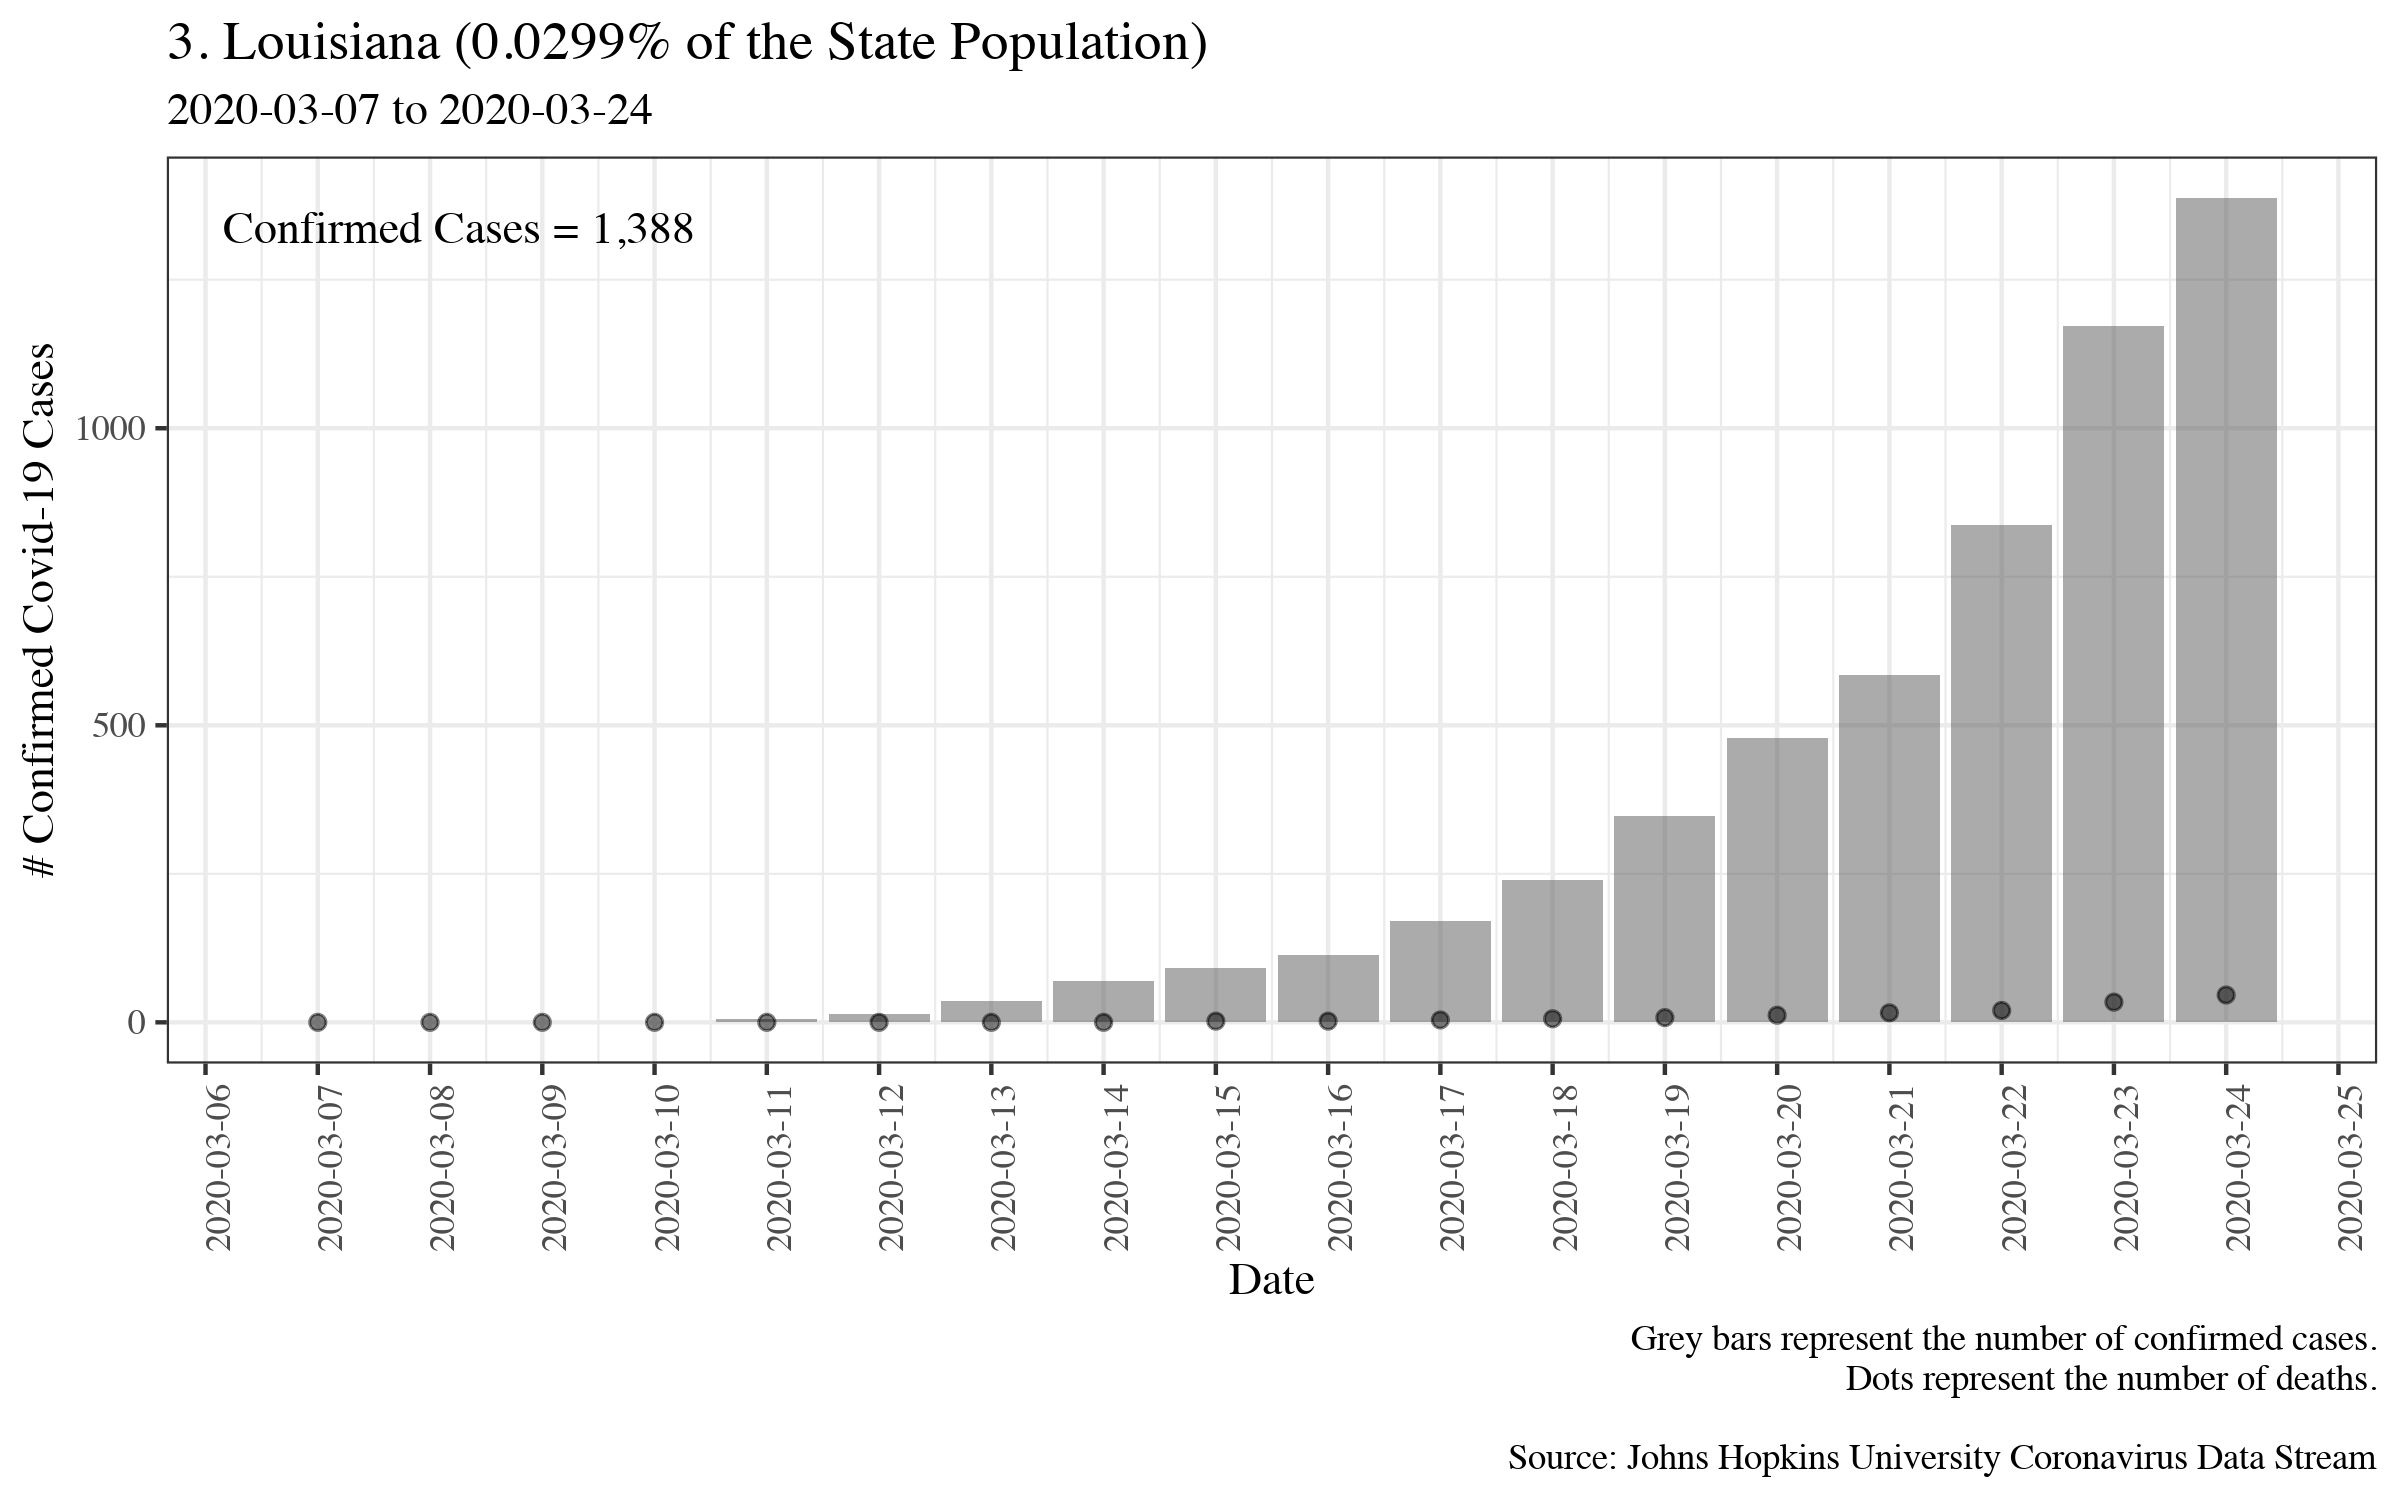 3. Louisiana (0.0299% of the State Population)
2020-03-07 to 2020-03-24
Confirmed Cases = 1,388
# Confirmed Covid-19 Cases
1000
500
0
2020-03-06
2020-03-07
2020-03-08
2020-03-09
2020-03-10
2020-03-11
2020-03-12
2020-03-13
2020-03-14
2020-03-15
2020-03-16
2020-03-17
2020-03-18
2020-03-19
2020-03-20
2020-03-21
2020-03-22
2020-03-23
2020-03-24
2020-03-25
Date
Grey bars represent the number of confirmed cases.
Dots represent the number of deaths.
Source: Johns Hopkins University Coronavirus Data Stream